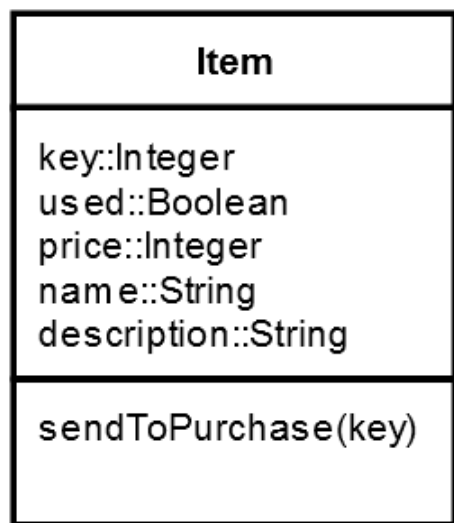 Item
key::Integer
used::Boolean
price::Integer
name::String
description::String
sendToPurchase(key)